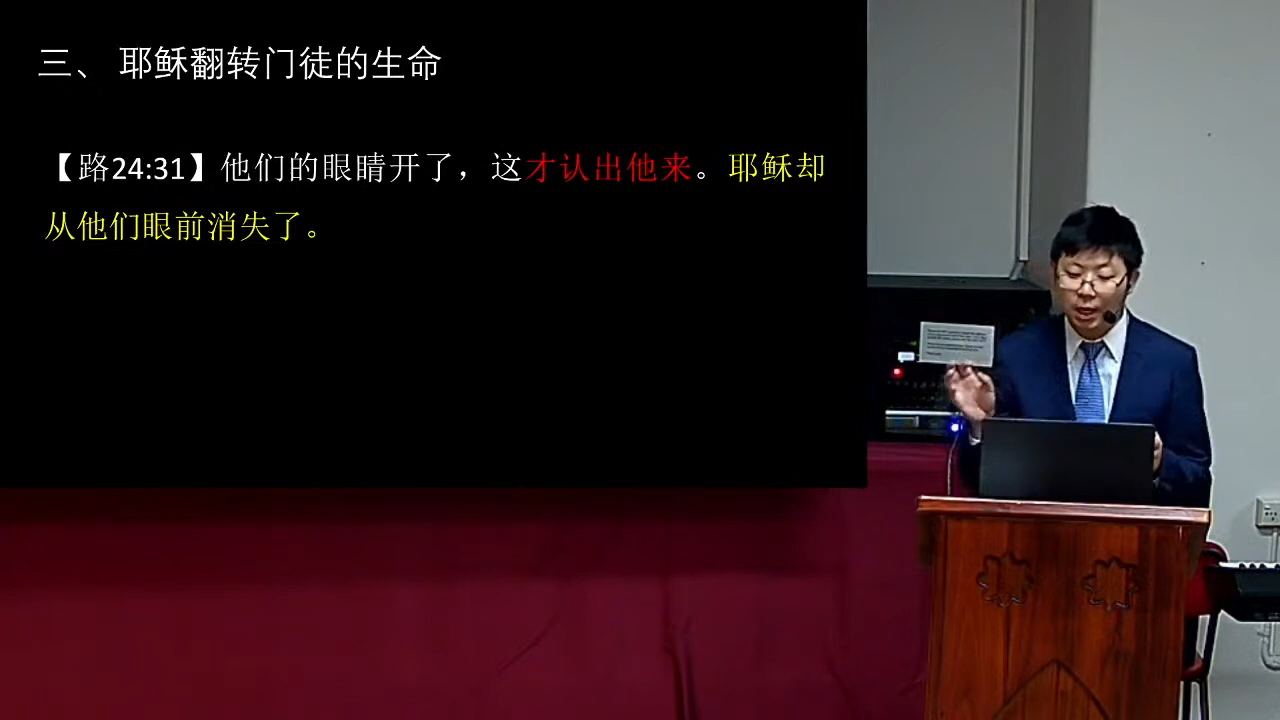 三、 耶稣翻转门徒的生命
【路24:31】他们的眼睛开了，这才认出他来。耶稣却
从他们眼前消失了。